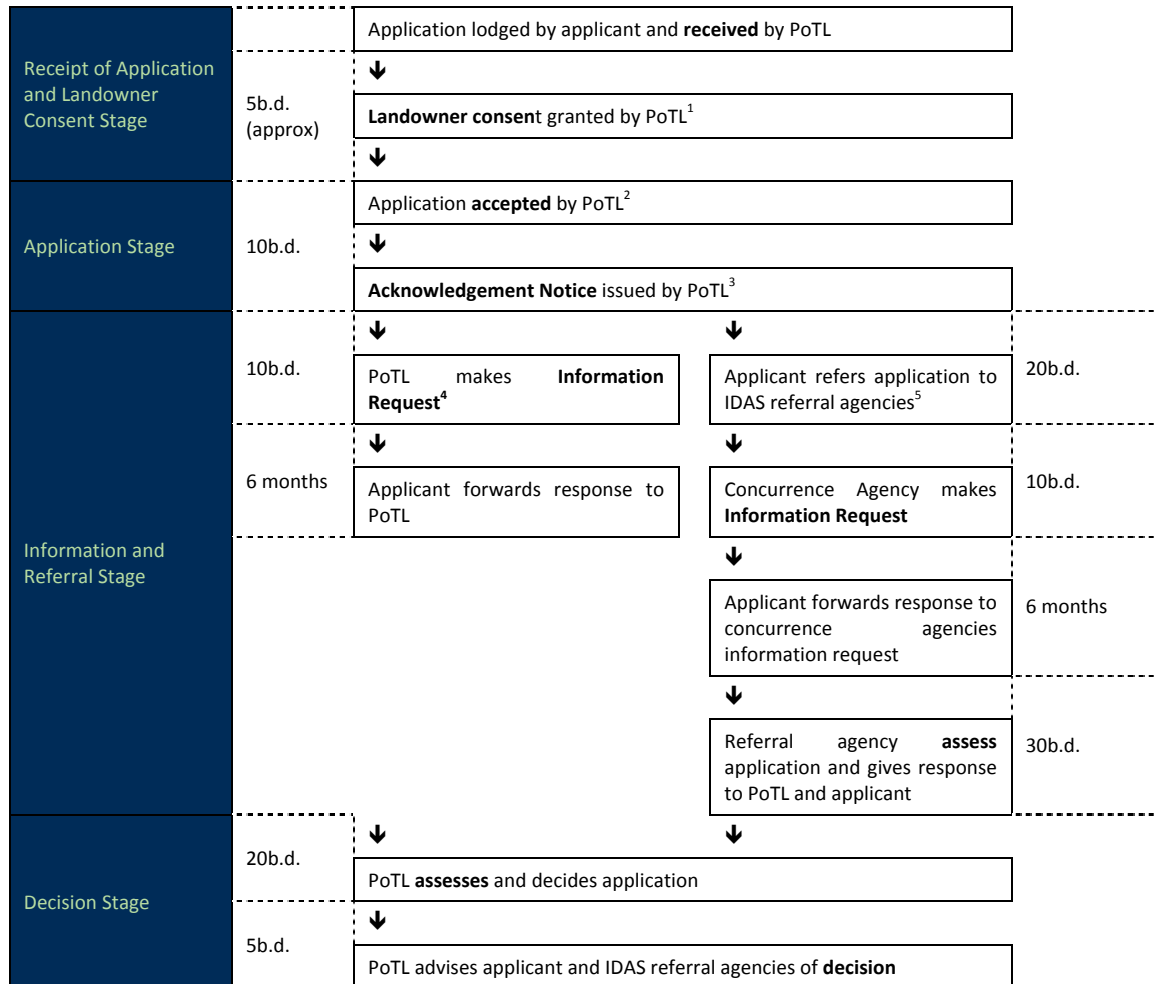 Receipt of Application
and Landowner
Consent Stage
5b.d.
(approx)
Application lodged by applicant and received by PoTL
Landowner consent granted by PoTL1
Application Stage
10b.d.
Application accepted by PoTL2
Acknowledgement Notice issued by PoTL3
Information and
Referral Stage
10b.d.
PoTL makes Information
Request4
6 months
Applicant forwards response to
PoTL
Applicant refers application to
IDAS referral agencies5
20b.d.
Concurrence Agency makes
Information Request
10b.d.
Applicant forwards response to
concurrence agencies
information request
6 months
Referral agency assess
application and gives response
to PoTL and applicant
30b.d.
Decision Stage
20b.d.
PoTL assesses and decides application
5b.d.
PoTL advises applicant and IDAS referral agencies of decision